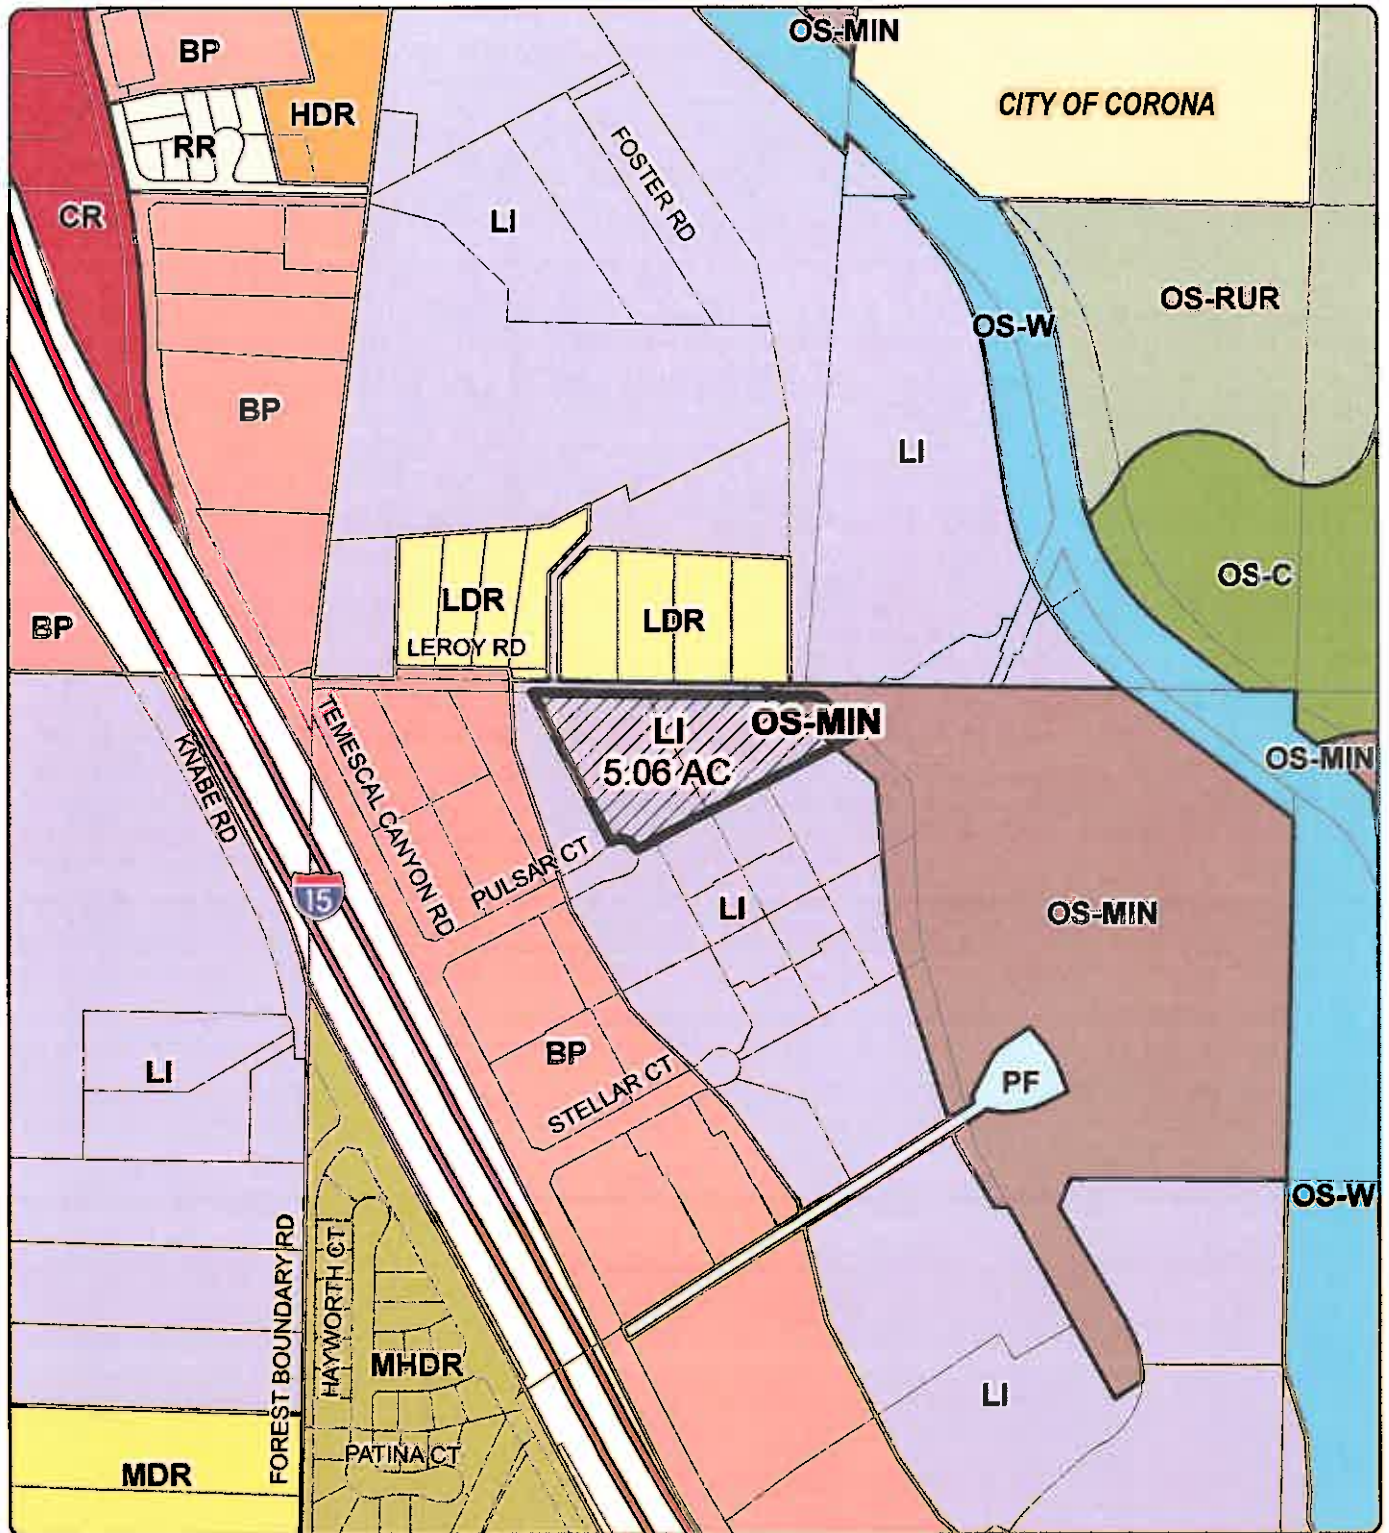 OS-MIN
BP
CITY OF CORONA
HDR
RR
FOSTER RD
CR
LI
OS-RUR
OS-W
BP
LI
OS-C
LDR
LDR
BP
LEROY RD
LI
OS-MIN
5.06 AC
OS-MIN
TEMESCAL CANYON RD
KNABE RD
PULSAR CT
15
LI
OS-MIN
BP
LI
PF
STELLAR CT
OS-W
FOREST BOUNDARY RD
HAYWORTH CT
MHDR
LI
PATINA CT
MDR